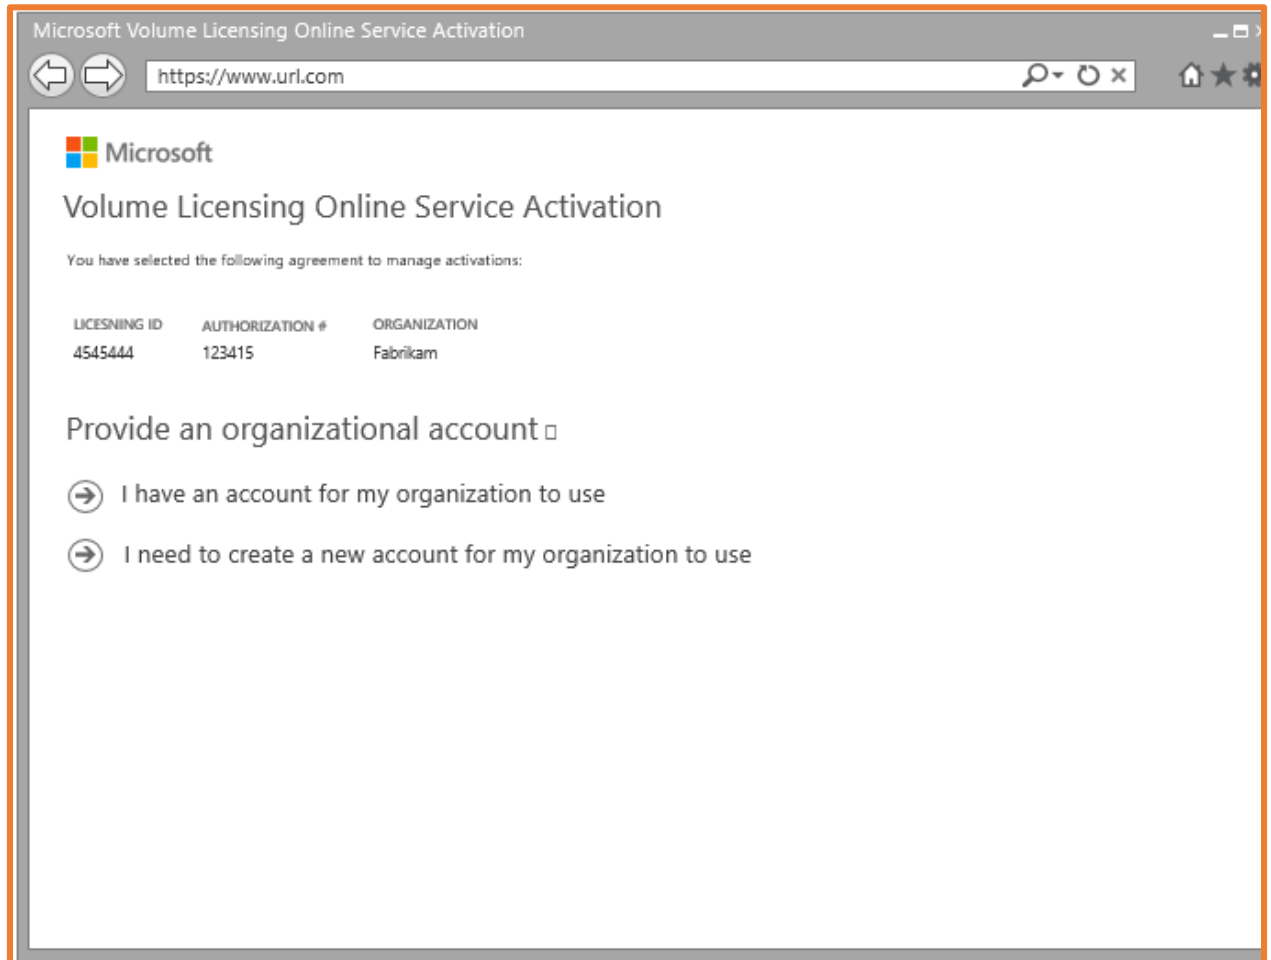 Microsoft Volume Licensing Online Service Activation
https://www.url.com
Microsoft
Volume Licensing Online Service Activation
You have selected the following agreement to manage activations:
LICESNING ID AUTHORIZATION # ORGANIZATION
4545444 123415 Fabrikam
Provide an organizational account
I have an account for my organization to use
I need to create a new account for my organization to use